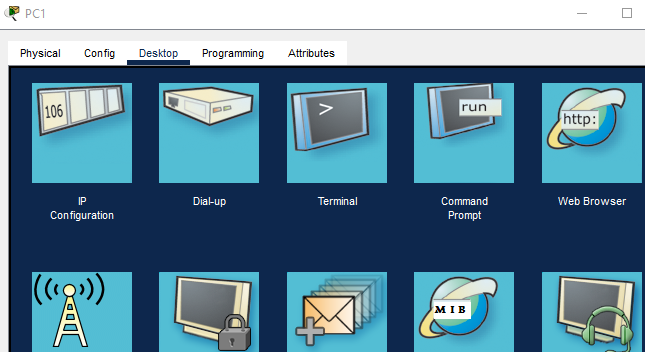 PC1
Physical Config Desktop Programming Attributes
106 > run http:
IP Configuration Dial-up Terminal Command Prompt Web Browser
MIB